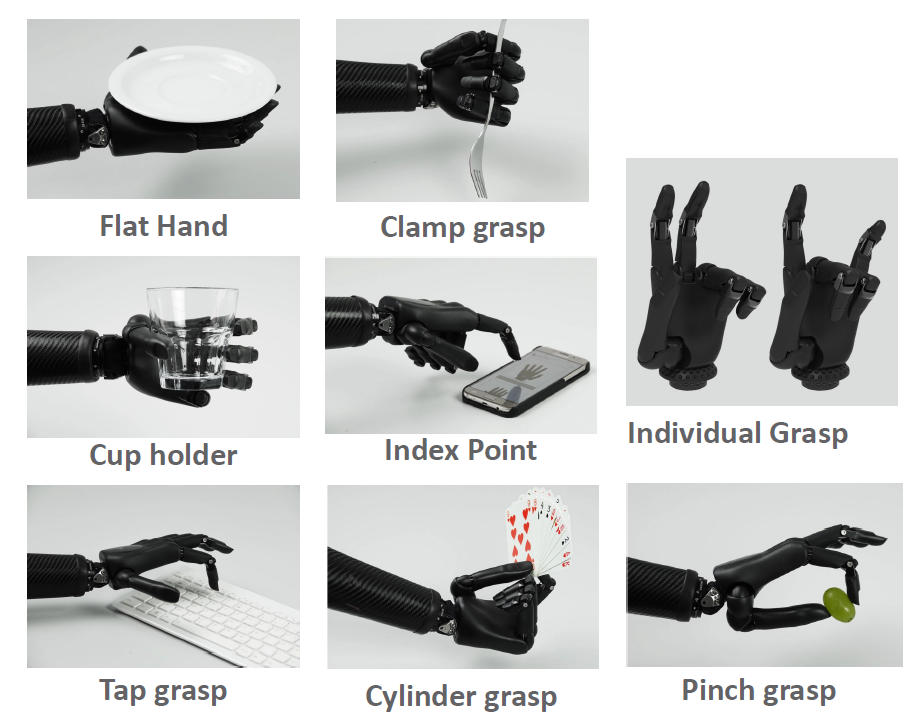 Flat Hand
Clamp grasp
Cup holder
Index Point
Individual Grasp
Tap grasp
Cylinder grasp
Pinch grasp